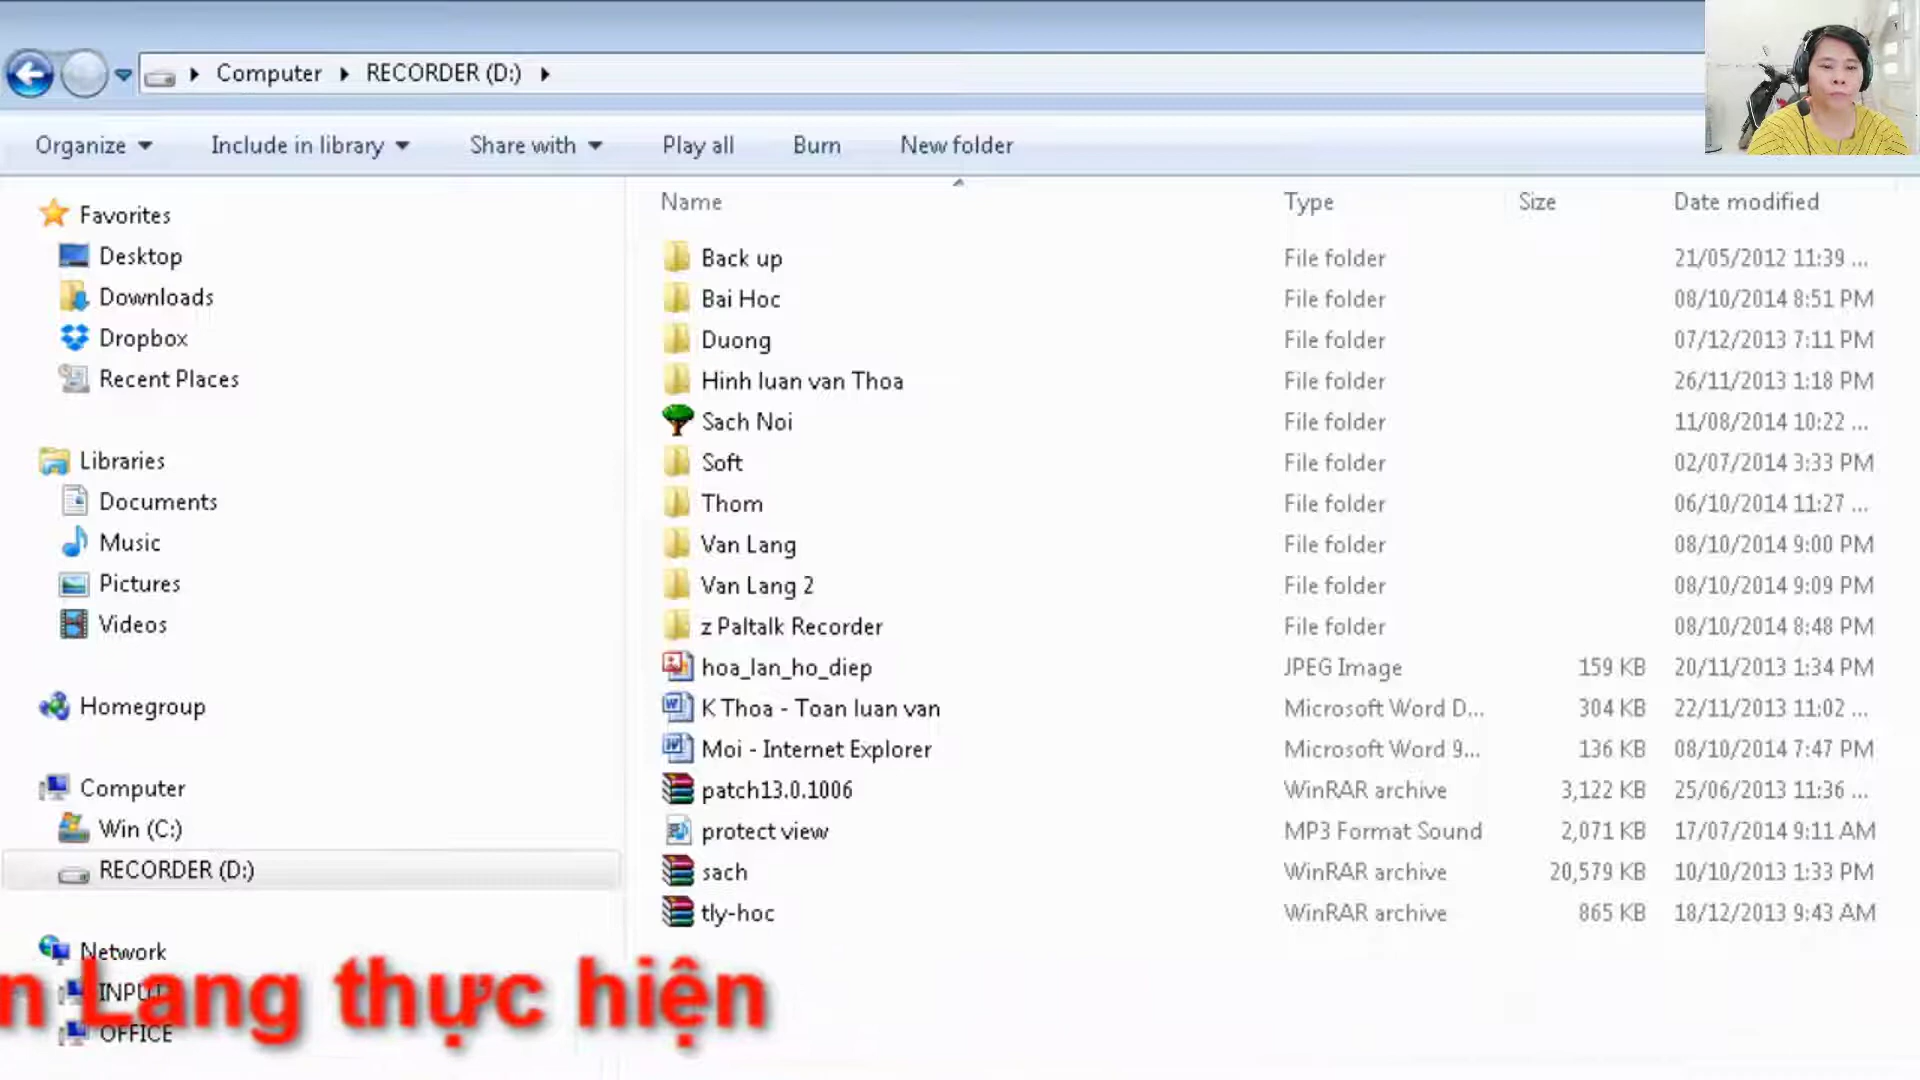 Computer RECORDER (D:)
Organize Include in library Share with Play all Burn New folder
Favorites
Desktop
Downloads
Dropbox
Recent Places
Libraries
Documents
Music
Pictures
Videos
Homegroup
Computer
Win (C:)
RECORDER (D:)
Network
OFFICE
Name Type Size Date modified
Back up File folder 21/05/2012 11:39 ...
Bai Hoc File folder 08/10/2014 8:51 PM
Duong File folder 07/12/2013 7:11 PM
Hinh luan van Thoa File folder 26/11/2013 1:18 PM
Sach Noi File folder 11/08/2014 10:22 ...
Soft File folder 02/07/2014 3:33 PM
Thom File folder 06/10/2014 11:27 ...
Van Lang File folder 08/10/2014 9:00 PM
Van Lang 2 File folder 08/10/2014 9:09 PM
z Paltalk Recorder File folder 08/10/2014 8:48 PM
hoa_lan_ho_diep JPEG Image 159 KB 20/11/2013 1:34 PM
K Thoa - Toan luan van Microsoft Word D... 304 KB 22/11/2013 11:02 ...
Moi - Internet Explorer Microsoft Word 9... 136 KB 08/10/2014 7:47 PM
patch13.0.1006 WinRAR archive 3,122 KB 25/06/2013 11:36 ...
protect view MP3 Format Sound 2,071 KB 17/07/2014 9:11 AM
sach WinRAR archive 20,579 KB 10/10/2013 1:33 PM
tly-hoc WinRAR archive 865 KB 18/12/2013 9:43 AM
n Lang thực hiện